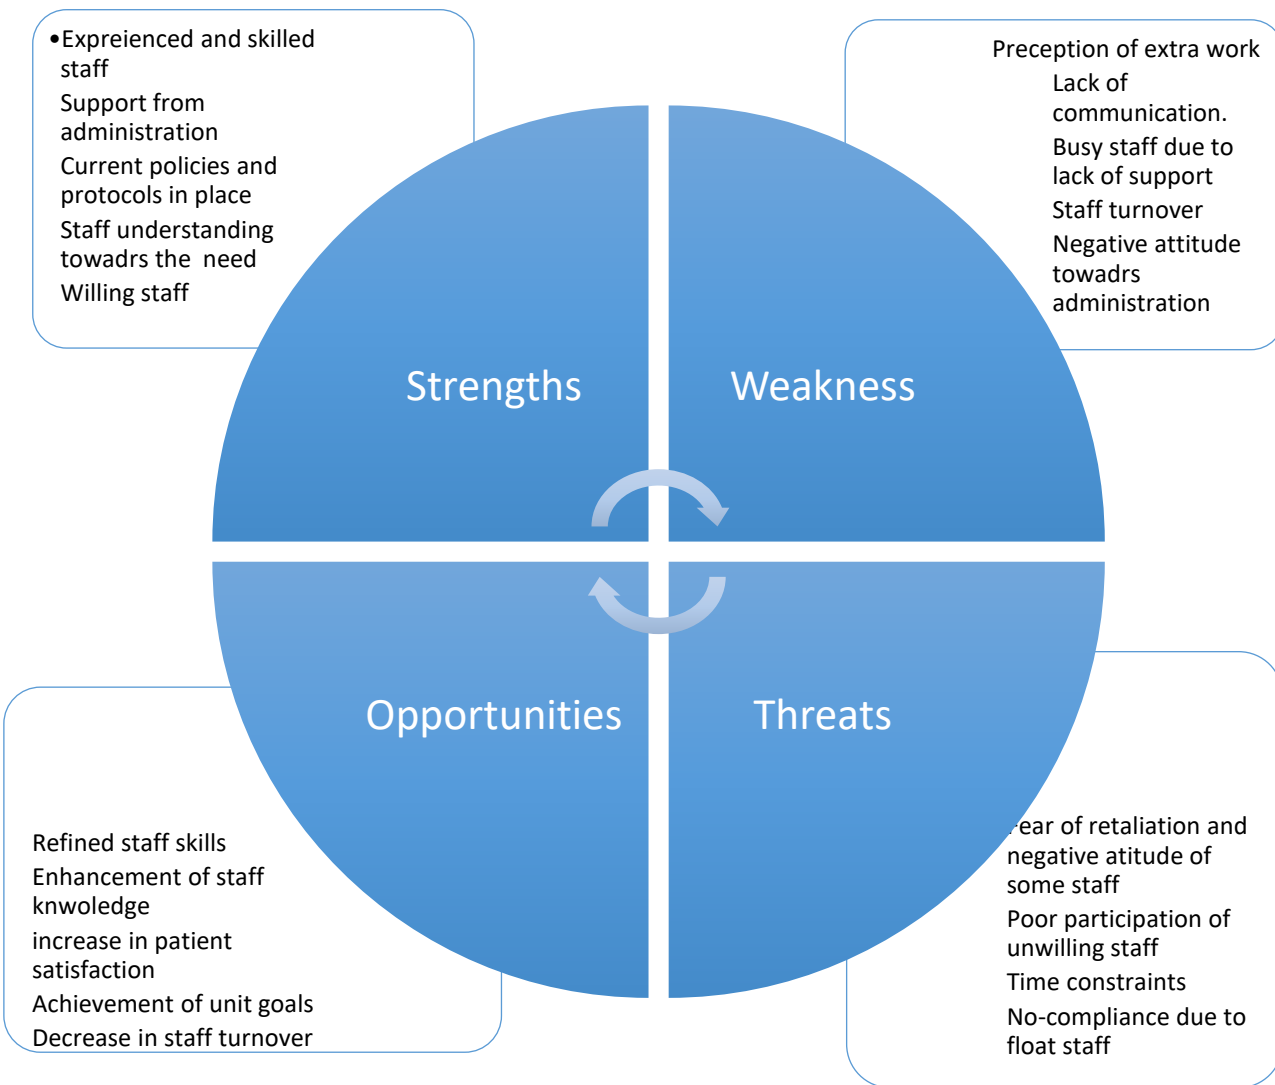 •Expreienced and skilled
staff
Support from
administration
Current policies and
protocols in place
Staff understanding
towadrs the need
Willing staff
Preception of extra work
Lack of
communication.
Busy staff due to
lack of support
Staff turnover
Negative attitude
towadrs
administration
Strengths
Weakness
Opportunities
Threats
Refined staff skills
Enhancement of staff
knwoledge
increase in patient
satisfaction
Achievement of unit goals
Decrease in staff turnover
Fear of retaliation and
negative atitude of
some staff
Poor participation of
unwilling staff
Time constraints
No-compliance due to
float staff